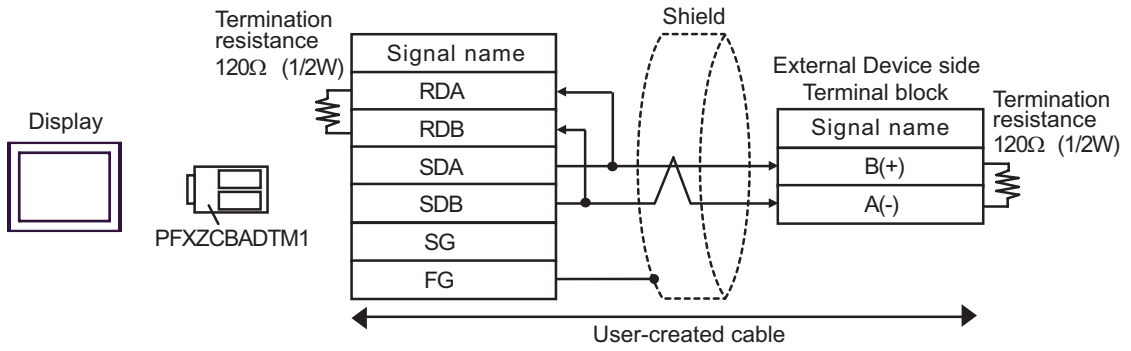 Display
PFXZCBADTM1
Termination
resistance
120Ω (1/2W)
Signal name
RDA
RDB
SDA
SDB
SG
FG
Shield
External Device side
Terminal block
Signal name
B(+)
A(-)
Termination
resistance
120Ω (1/2W)
User-created cable